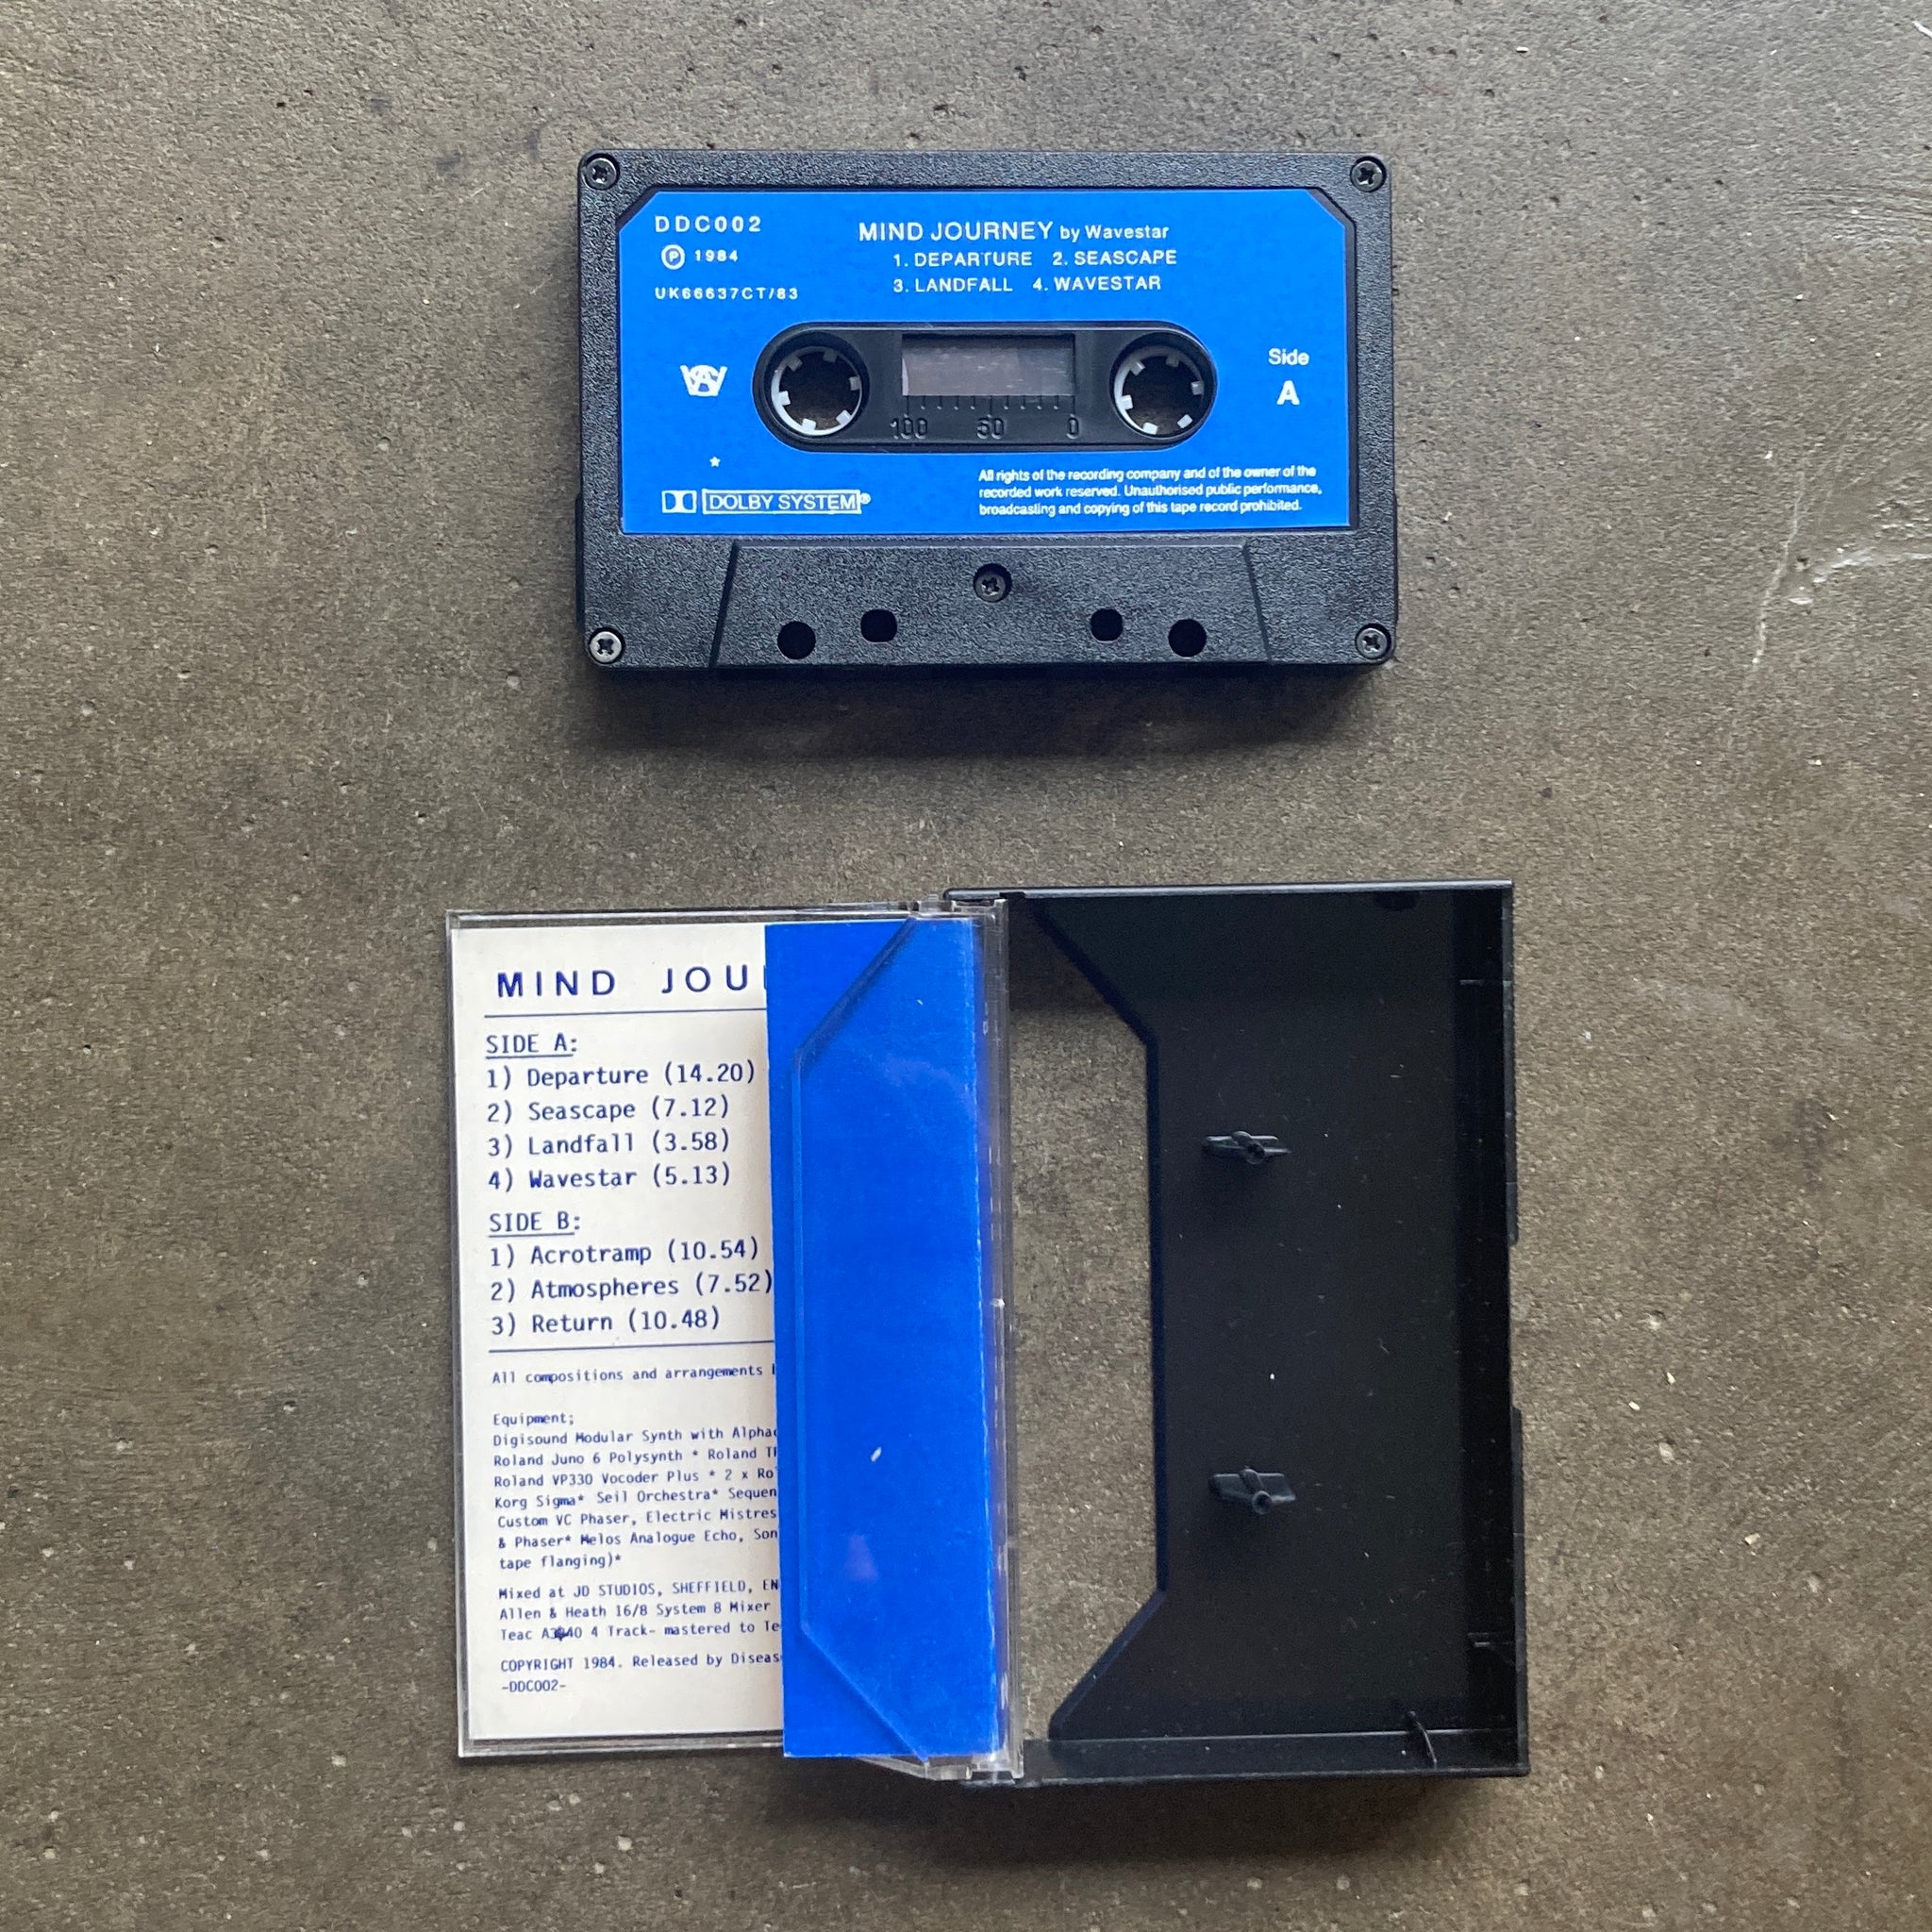 DDC002
Ⓟ 1984
UK66637CT/83
MIND JOURNEY by Wavestar
1. DEPARTURE 2. SEASCAPE
3. LANDFALL 4. WAVESTAR
Side
A
100 50 0
DOLBY SYSTEM®
All rights of the recording company and of the owner of the
recorded work reserved. Unauthorised public performance,
broadcasting and copying of this tape record prohibited.
MIND JOU
SIDE A:
1) Departure (14.20)
2) Seascape (7.12)
3) Landfall (3.58)
4) Wavestar (5.13)
SIDE B:
1) Acrotramp (10.54)
2) Atmospheres (7.52)
3) Return (10.48)
All compositions and arrangements
Equipment;
Digisound Modular Synth with Alpha
Roland Juno 6 Polysynth * Roland
Roland VP330 Vocoder Plus * 2 x Ro
Korg Sigma* Seil Orchestra* Sequen
Custom VC Phaser, Electric Mistres
& Phaser* Melos Analogue Echo, Son
tape flanging)*
Mixed at JD STUDIOS, SHEFFIELD, EN
Allen & Heath 16/8 System 8 Mixer
Teac 4 Track- mastered to Te
COPYRIGHT 1984. Released by Diseas
-DDC002-